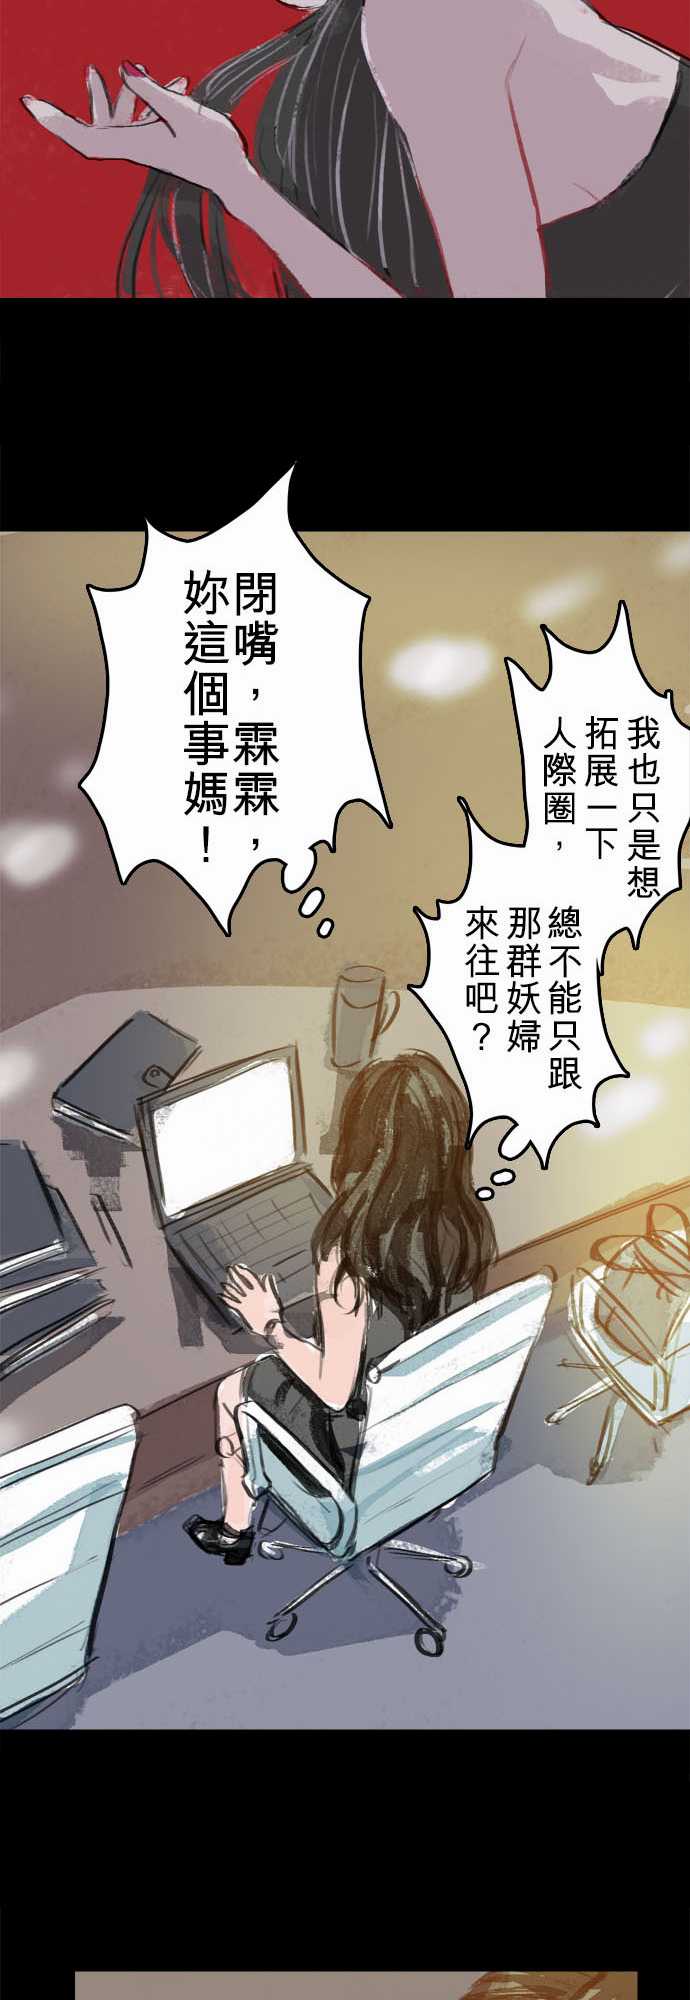 閉嘴，霖霖，
妳這個事媽！
我也只是想
拓展一下
人際圈，
總不能只跟
那群妖婦
來往吧？